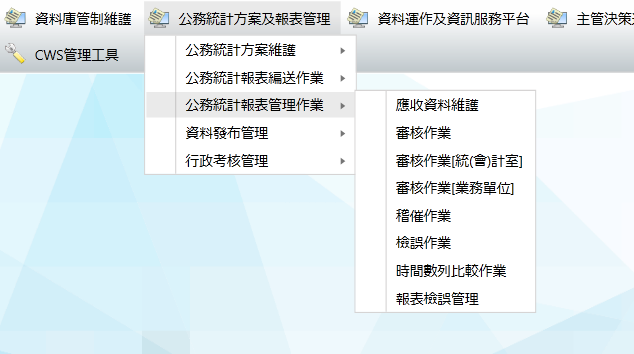 資料庫管制維護
公務統計方案及報表管理
資料運作及資訊服務平台
主管決策
CWS管理工具
公務統計方案維護
公務統計報表編送作業
公務統計報表管理作業
資料發布管理
行政考核管理
應收資料維護
審核作業
審核作業[統(會)計室]
審核作業[業務單位]
稽催作業
檢誤作業
時間數列比較作業
報表檢誤管理